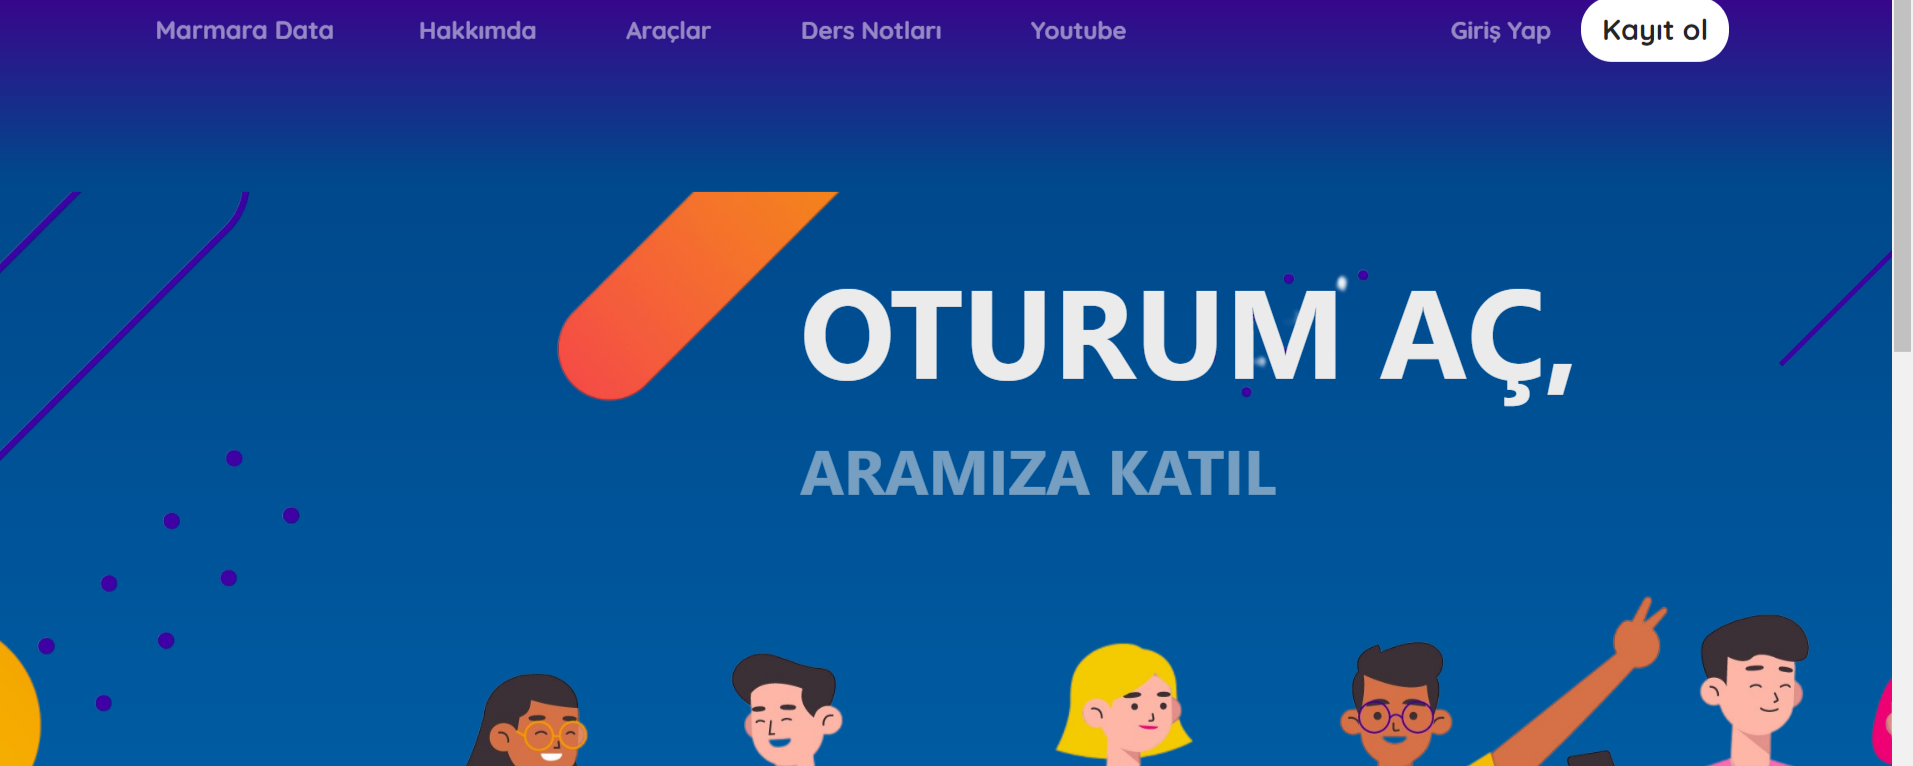 Marmara Data Hakkımda Araçlar Ders Notları Youtube Giriş Yap Kayıt ol
OTURUM AÇ,
ARAMIZA KATIL